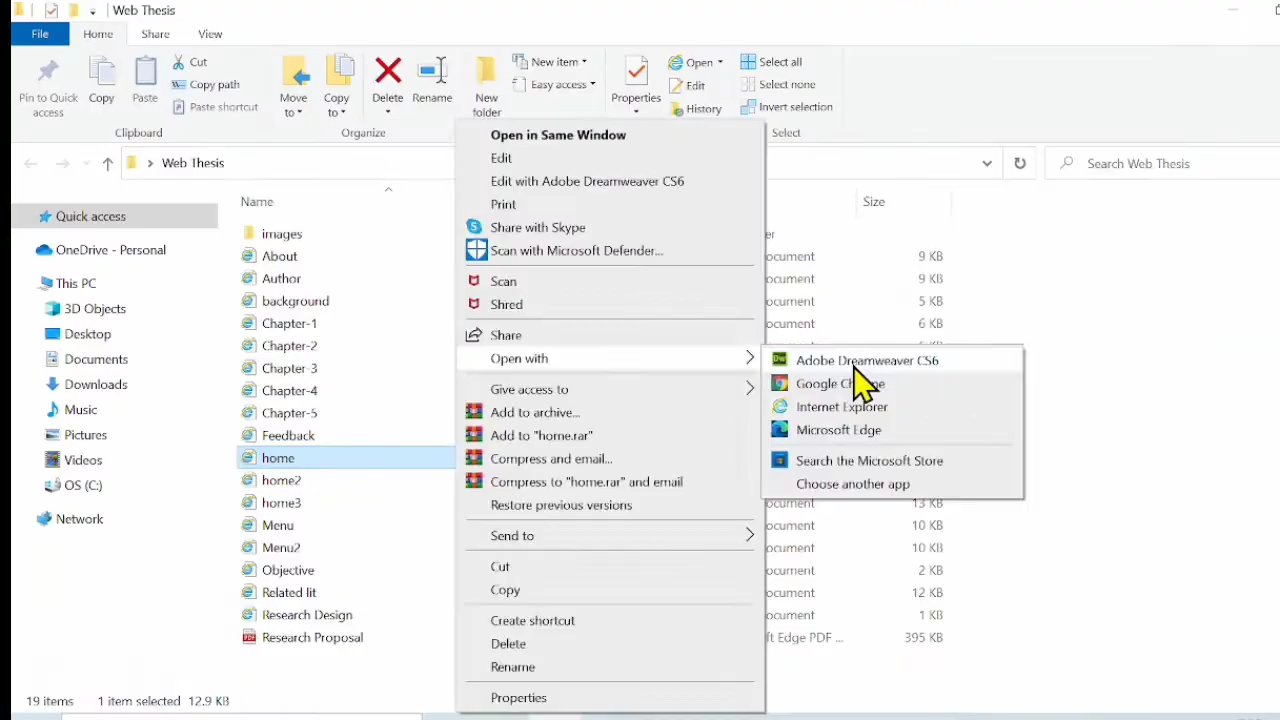 Web Thesis
File Home Share View
Pin to Quick access
Copy
Paste
Cut
Copy path
Paste shortcut
Clipboard
Move to
Copy to
Delete
Rename
Organize
New folder
New item
Easy access
Properties
Open
Edit
History
Select all
Select none
Invert selection
Select
Web Thesis
Search Web Thesis
Quick access
OneDrive - Personal
This PC
3D Objects
Desktop
Documents
Downloads
Music
Pictures
Videos
OS (C:)
Network
Name
Size
images
About
ocument 9 KB
Author
ocument 9 KB
background
ocument 5 KB
Chapter-1
ocument 6 KB
Chapter-2
Chapter-3
Chapter-4
Chapter-5
Feedback
home
home2
home3
ocument 13 KB
Menu
ocument 10 KB
Menu2
ocument 10 KB
Objective
ocument 2 KB
Related lit
ocument 12 KB
Research Design
ocument 1 KB
Research Proposal
ft Edge PDF ... 395 KB
Open in Same Window
Edit
Edit with Adobe Dreamweaver CS6
Print
Share with Skype
Scan with Microsoft Defender...
Scan
Shred
Share
Open with
Give access to
Add to archive...
Add to "home.rar"
Compress and email...
Compress to "home.rar" and email
Restore previous versions
Send to
Cut
Copy
Create shortcut
Delete
Rename
Properties
Adobe Dreamweaver CS6
Google
Internet Explorer
Microsoft Edge
Search the Microsoft Store
Choose another app
19 items 1 item selected 12.9 KB